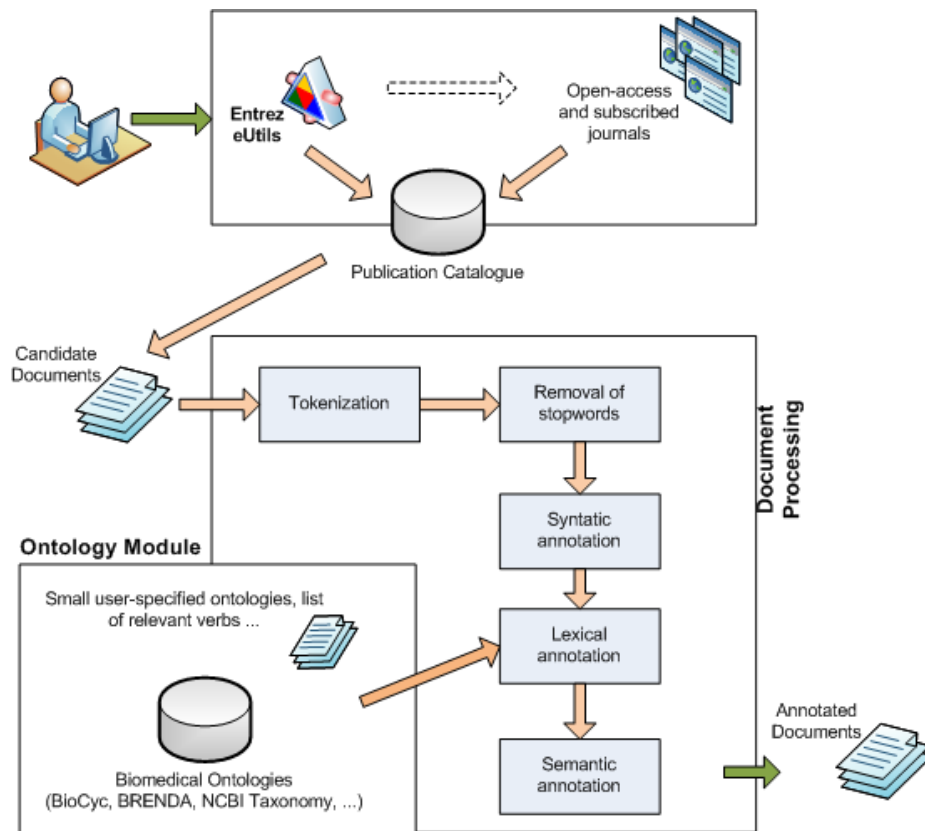 Entrez
eUtils
Open-access
and subscribed
journals
Publication Catalogue
Candidate
Documents
Tokenization
Removal of
stopwords
Document
Processing
Syntatic
annotation
Ontology Module
Small user-specified ontologies, list
of relevant verbs ...
Lexical
annotation
Biomedical Ontologies
(BioCyc, BRENDA, NCBI Taxonomy, ...)
Semantic
annotation
Annotated
Documents